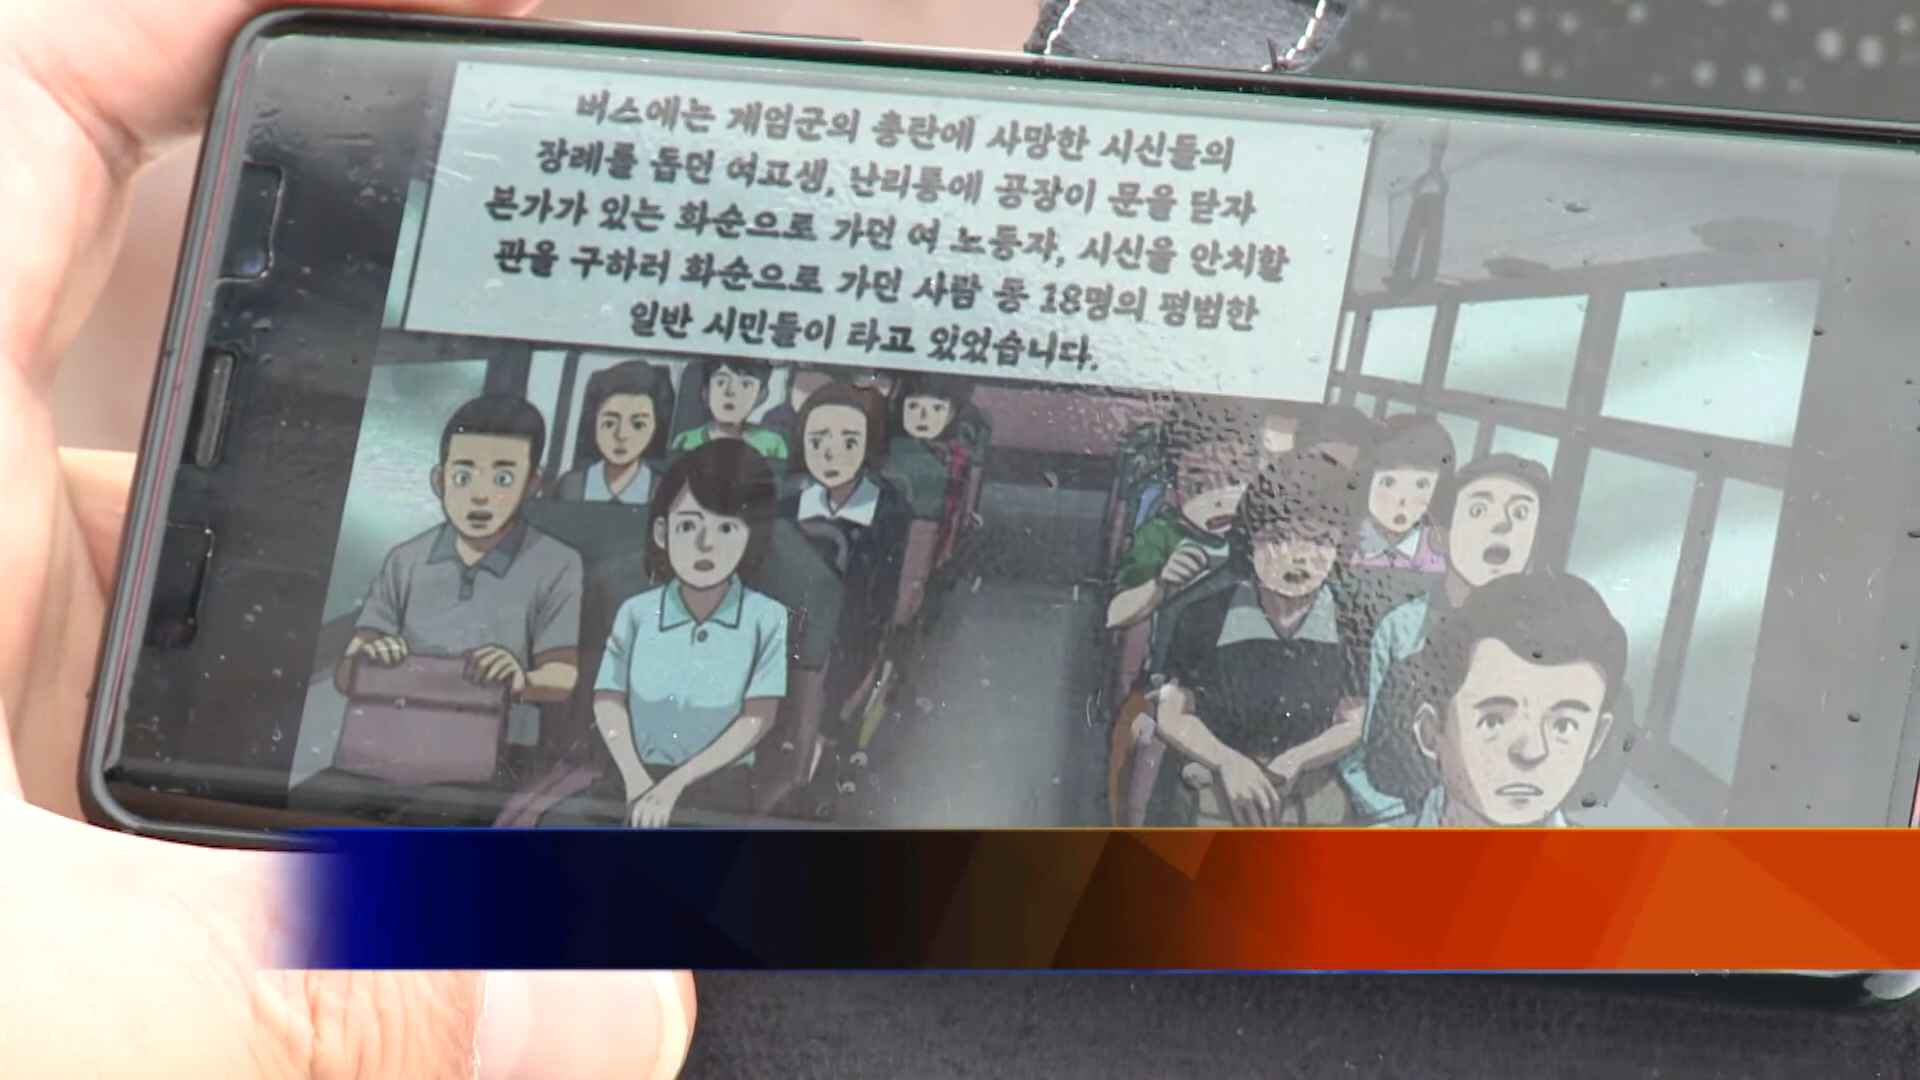 버스에는 계엄군의 총탄에 사망한 시신들의
장례를 돕던 여고생, 난리통에 공장이 문을 닫자
본가가 있는 화순으로 가던 여 노동자, 시신을 안치할
관을 구하러 화순으로 가던 사람 등 18명의 평범한
일반 시민들이 타고 있었습니다.